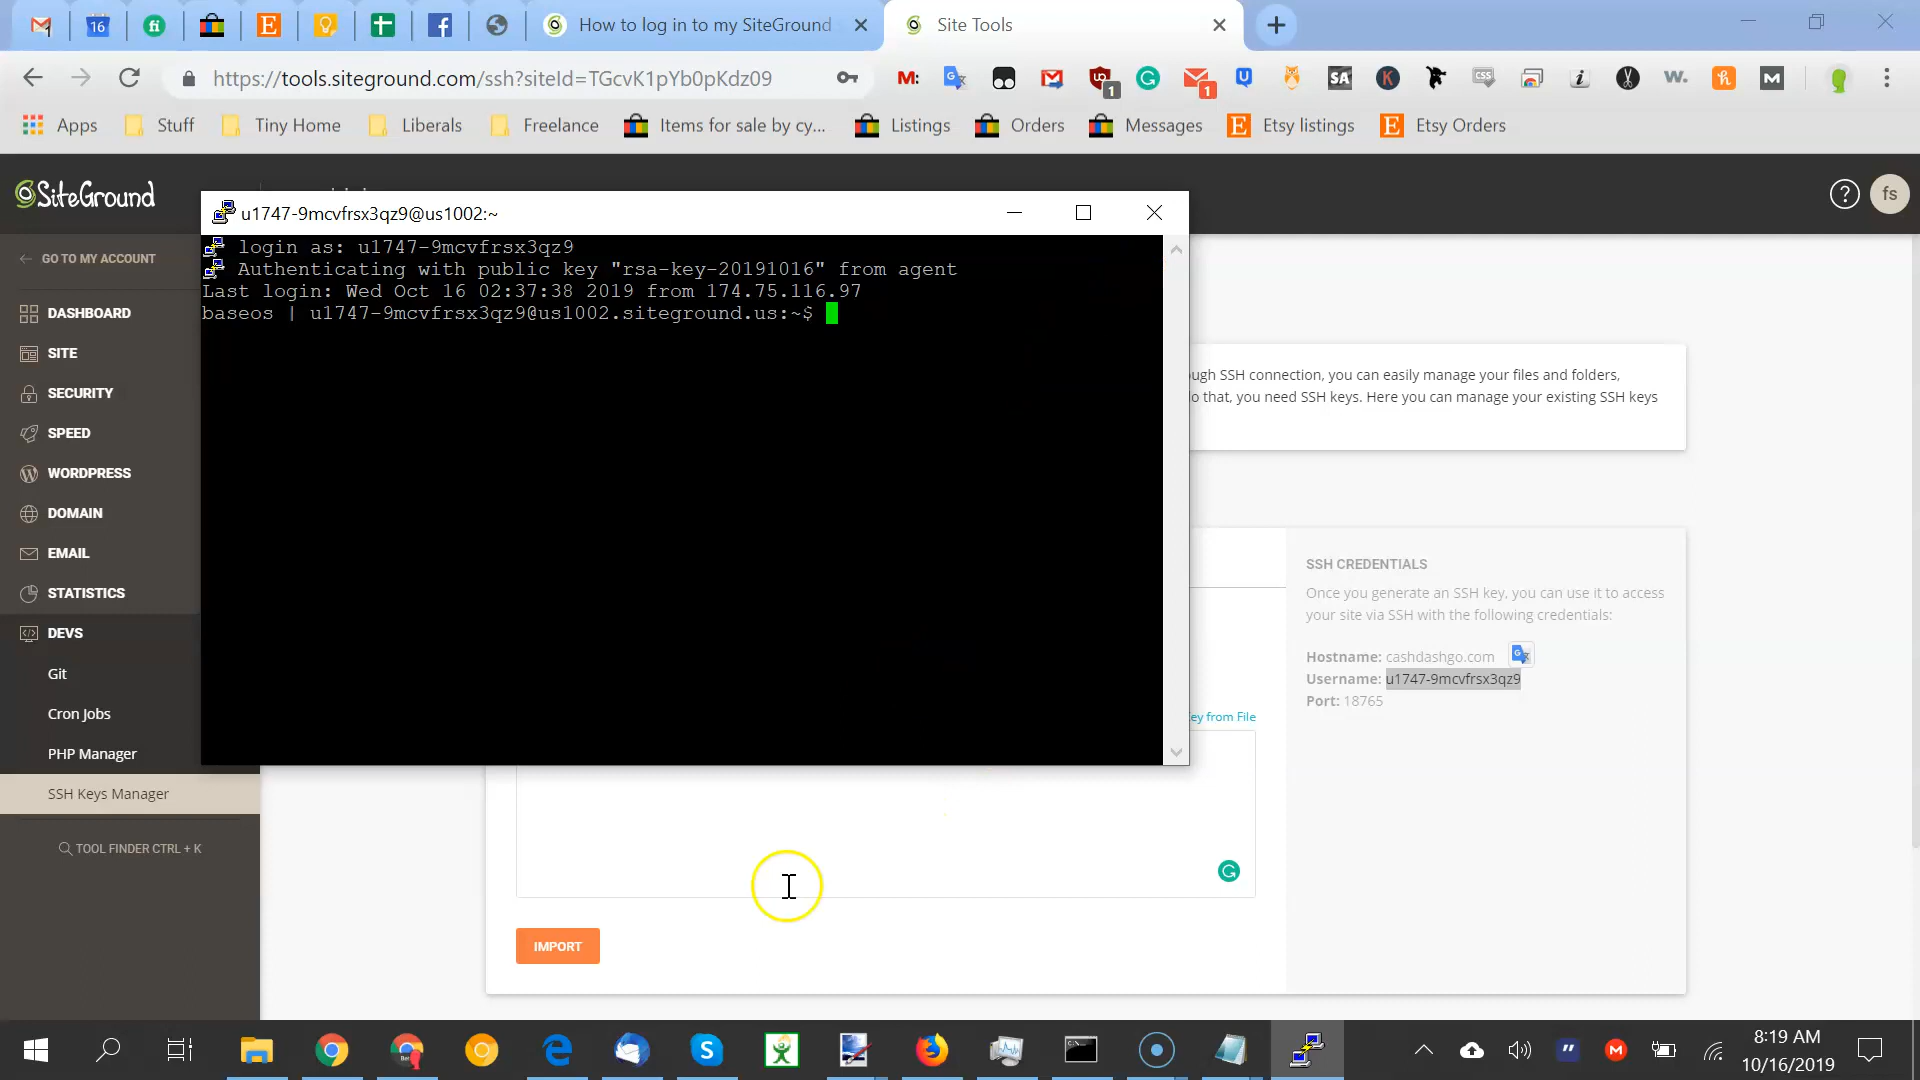 16
How to log in to my SiteGround
Site Tools
https://tools.siteground.com/ssh?siteId=TGcvK1pYb0pKdz09
M:
1
1
U
SA
K
CSS
i
W.
h
M
Apps
Stuff
Tiny Home
Liberals
Freelance
Items for sale by cy...
Listings
Orders
Messages
E
Etsy listings
E
Etsy Orders
SiteGround
?
fs
u1747-9mcvfrsx3qz9@us1002:~
login as: u1747-9mcvfrsx3qz9
Authenticating with public key "rsa-key-20191016" from agent
Last login: Wed Oct 16 02:37:38 2019 from 174.75.116.97
baseos | u1747-9mcvfrsx3qz9@us1002.siteground.us:~$
GO TO MY ACCOUNT
DASHBOARD
SITE
SECURITY
SPEED
WORDPRESS
DOMAIN
EMAIL
STATISTICS
DEVS
Git
Cron Jobs
PHP Manager
SSH Keys Manager
TOOL FINDER CTRL + K
ugh SSH connection, you can easily manage your files and folders,
o that, you need SSH keys. Here you can manage your existing SSH keys
ey from File
IMPORT
SSH CREDENTIALS
Once you generate an SSH key, you can use it to access
your site via SSH with the following credentials:
Hostname: cashdashgo.com
Username: u1747-9mcvfrsx3qz9
Port: 18765
8:19 AM
10/16/2019